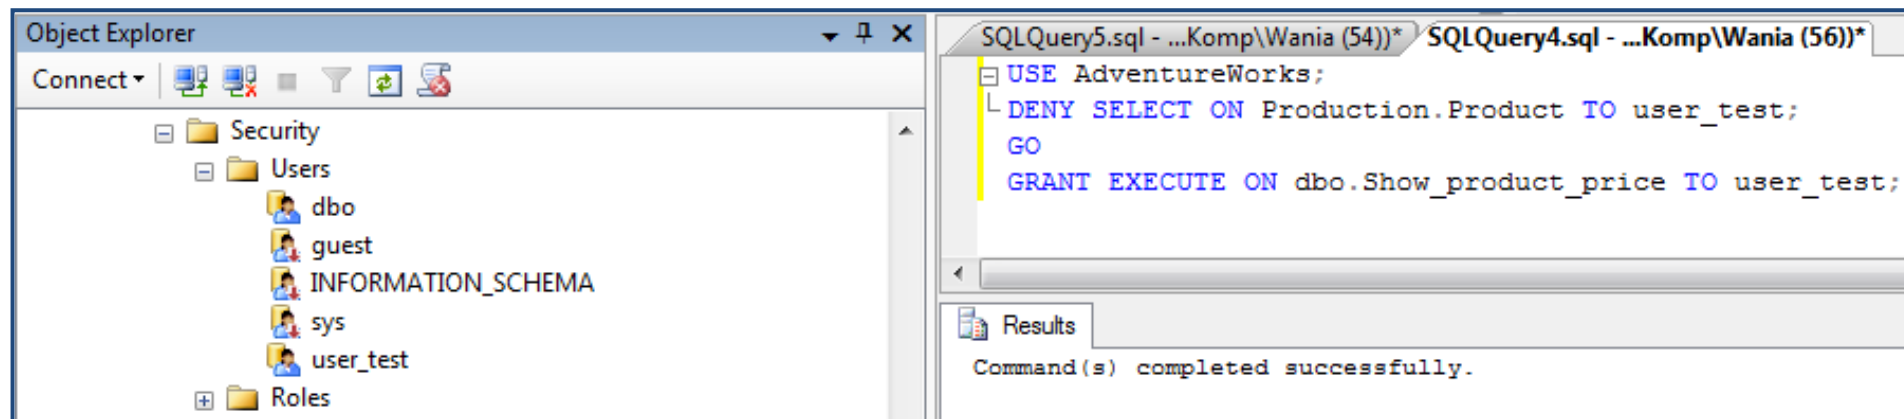 Object Explorer
Connect
Security
Users
dbo
guest
INFORMATION_SCHEMA
sys
user_test
Roles
SQLQuery5.sql - ...Komp\Wania (54))* SQLQuery4.sql - ...Komp\Wania (56))*
USE AdventureWorks;
DENY SELECT ON Production.Product TO user_test;
GO
GRANT EXECUTE ON dbo.Show_product_price TO user_test;
Results
Command(s) completed successfully.